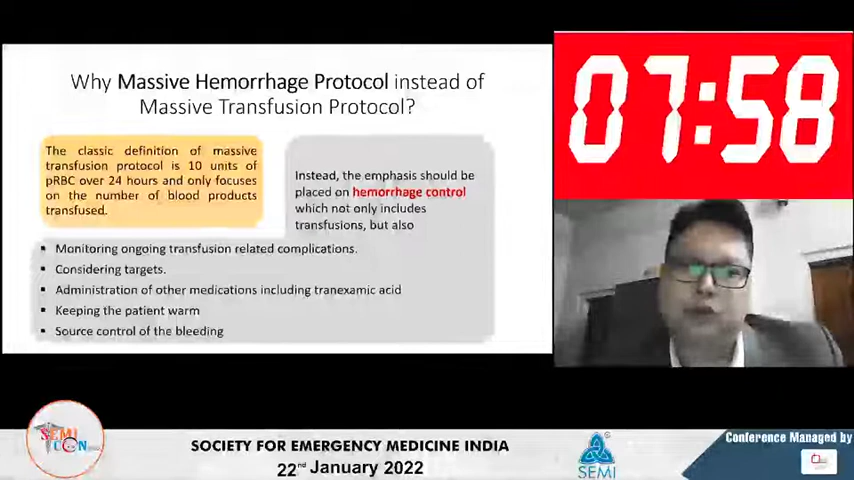 Why Massive Hemorrhage Protocol instead of
Massive Transfusion Protocol?
The classic definition of massive
transfusion protocol is 10 units of
pRBC over 24 hours and only focuses
on the number of blood products
transfused.
Instead, the emphasis should be
placed on hemorrhage control
which not only includes
transfusions, but also
▪ Monitoring ongoing transfusion related complications.
▪ Considering targets.
▪ Administration of other medications including tranexamic acid
▪ Keeping the patient warm
▪ Source control of the bleeding
07:58
SEMI
CON
SOCIETY FOR EMERGENCY MEDICINE INDIA
22nd January 2022
SEMI
Conference Managed by